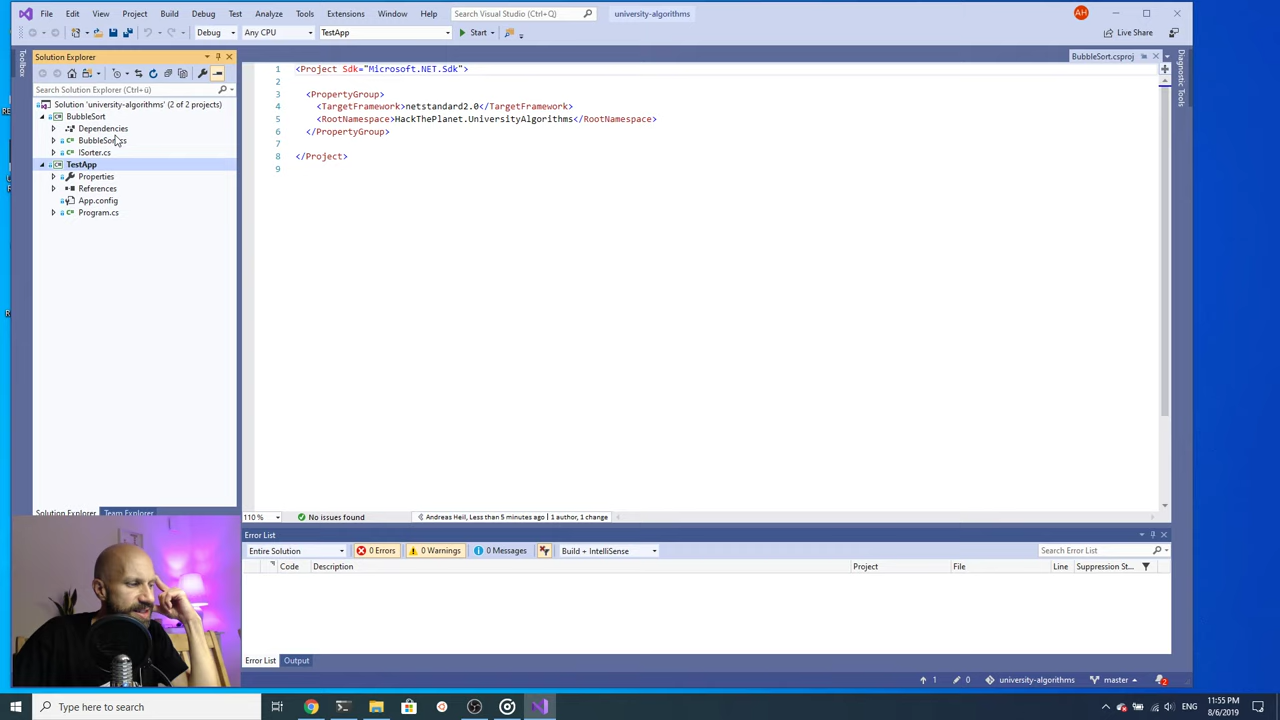 File Edit View Project Build Debug Test Analyze Tools Extensions Window Help Search Visual Studio (Ctrl+Q) university-algorithms AH
Debug Any CPU TestApp Start Live Share
Toolbox
Solution Explorer
Search Solution Explorer (Ctrl+ü)
Solution 'university-algorithms' (2 of 2 projects)
BubbleSort
Dependencies
BubbleSort.cs
ISorter.cs
TestApp
Properties
References
App.config
Program.cs
Solution Explorer Team Explorer
BubbleSort.csproj
Diagnostic Tools
1 <Project Sdk="Microsoft.NET.Sdk">
2
3 <PropertyGroup>
4 <TargetFramework>netstandard2.0</TargetFramework>
5 <RootNamespace>HackThePlanet.UniversityAlgorithms</RootNamespace>
6 </PropertyGroup>
7
8 </Project>
9
110 % No issues found Andreas Heil, Less than 5 minutes ago | 1 author, 1 change
Error List
Entire Solution 0 Errors 0 Warnings 0 Messages Build + IntelliSense Search Error List
Code Description Project File Line Suppression St...
Error List Output
1 0 university-algorithms master 2
Type here to search
11:55 PM
8/6/2019